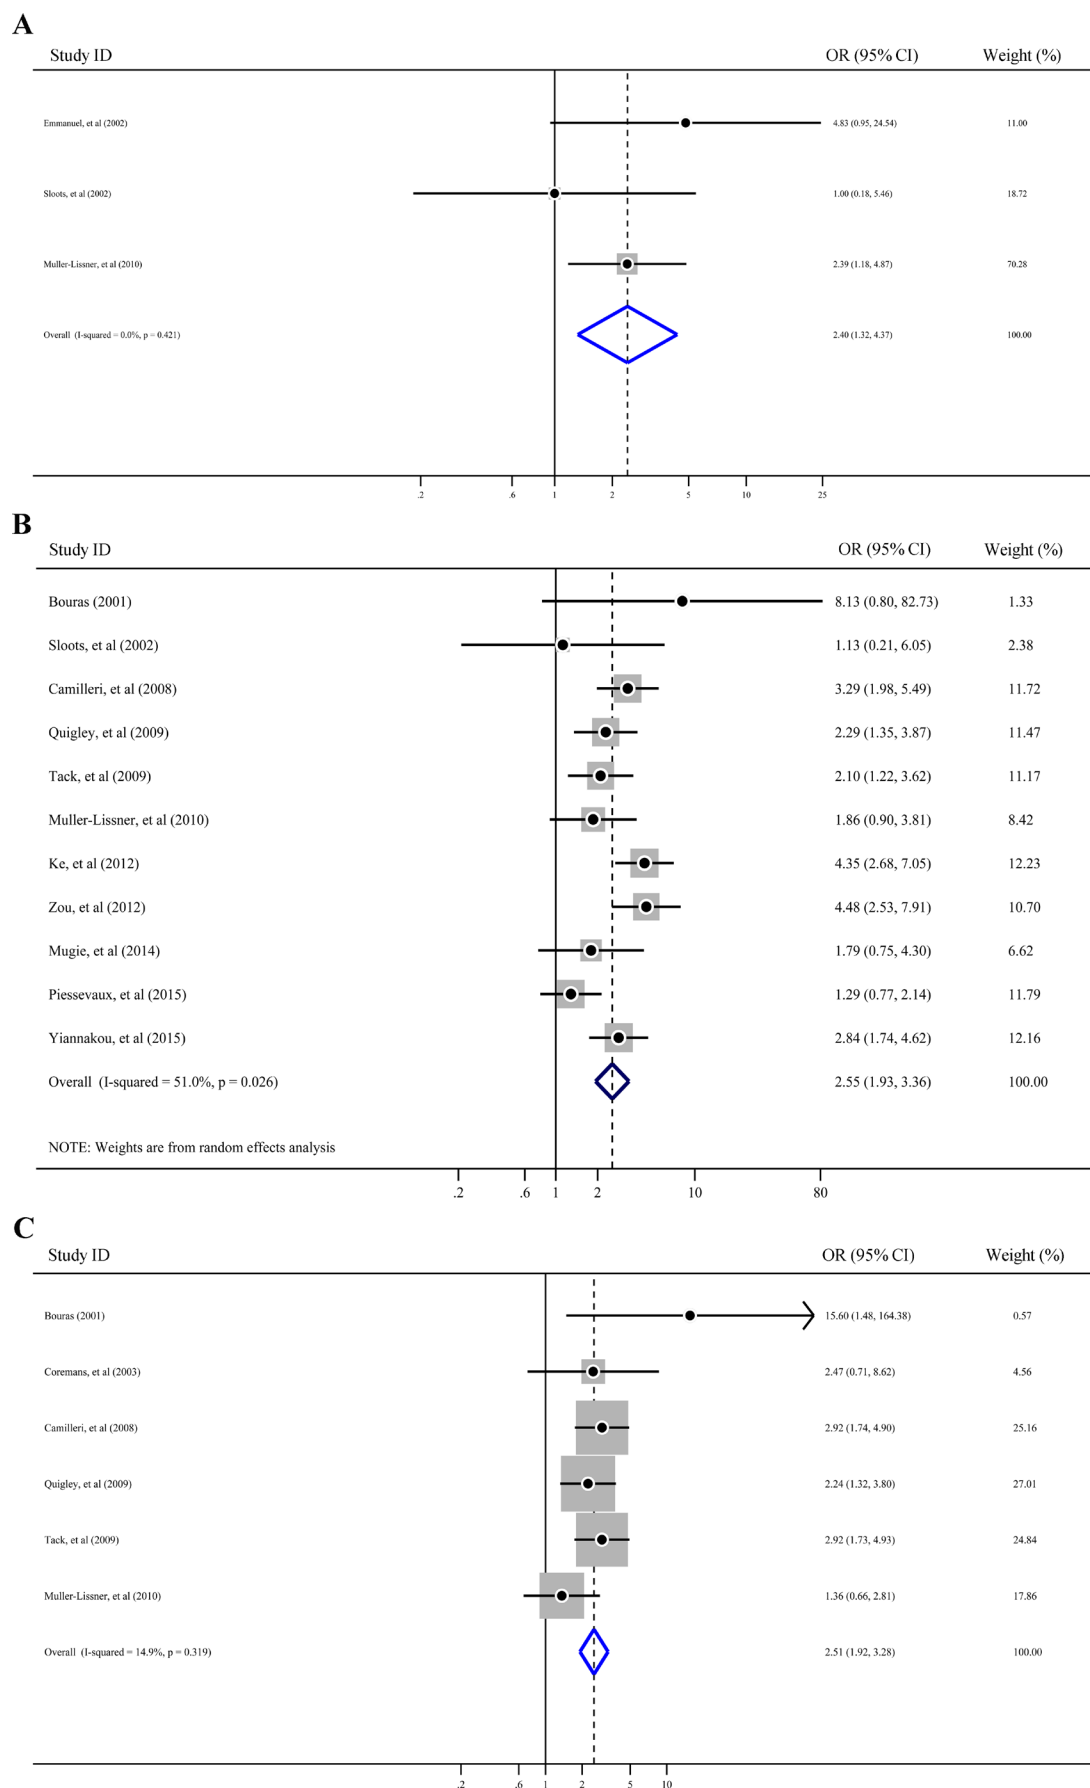 A
Study ID OR (95% CI) Weight (%)
Emmanuel, et al (2002) 4.83 (0.95, 24.54) 11.00
Sloots, et al (2002) 1.00 (0.18, 5.46) 18.72
Muller-Lissner, et al (2010) 2.39 (1.18, 4.87) 70.28
Overall (I-squared = 0.0%, p = 0.421) 2.40 (1.32, 4.37) 100.00
.2 .6 1 2 5 10 25
B
Study ID OR (95% CI) Weight (%)
Bouras (2001) 8.13 (0.80, 82.73) 1.33
Sloots, et al (2002) 1.13 (0.21, 6.05) 2.38
Camilleri, et al (2008) 3.29 (1.98, 5.49) 11.72
Quigley, et al (2009) 2.29 (1.35, 3.87) 11.47
Tack, et al (2009) 2.10 (1.22, 3.62) 11.17
Muller-Lissner, et al (2010) 1.86 (0.90, 3.81) 8.42
Ke, et al (2012) 4.35 (2.68, 7.05) 12.23
Zou, et al (2012) 4.48 (2.53, 7.91) 10.70
Mugie, et al (2014) 1.79 (0.75, 4.30) 6.62
Piessevaux, et al (2015) 1.29 (0.77, 2.14) 11.79
Yiannakou, et al (2015) 2.84 (1.74, 4.62) 12.16
Overall (I-squared = 51.0%, p = 0.026) 2.55 (1.93, 3.36) 100.00
NOTE: Weights are from random effects analysis
.2 .6 1 2 10 80
C
Study ID OR (95% CI) Weight (%)
Bouras (2001) 15.60 (1.48, 164.38) 0.57
Coremans, et al (2003) 2.47 (0.71, 8.62) 4.56
Camilleri, et al (2008) 2.92 (1.74, 4.90) 25.16
Quigley, et al (2009) 2.24 (1.32, 3.80) 27.01
Tack, et al (2009) 2.92 (1.73, 4.93) 24.84
Muller-Lissner, et al (2010) 1.36 (0.66, 2.81) 17.86
Overall (I-squared = 14.9%, p = 0.319) 2.51 (1.92, 3.28) 100.00
.2 .6 1 2 5 10